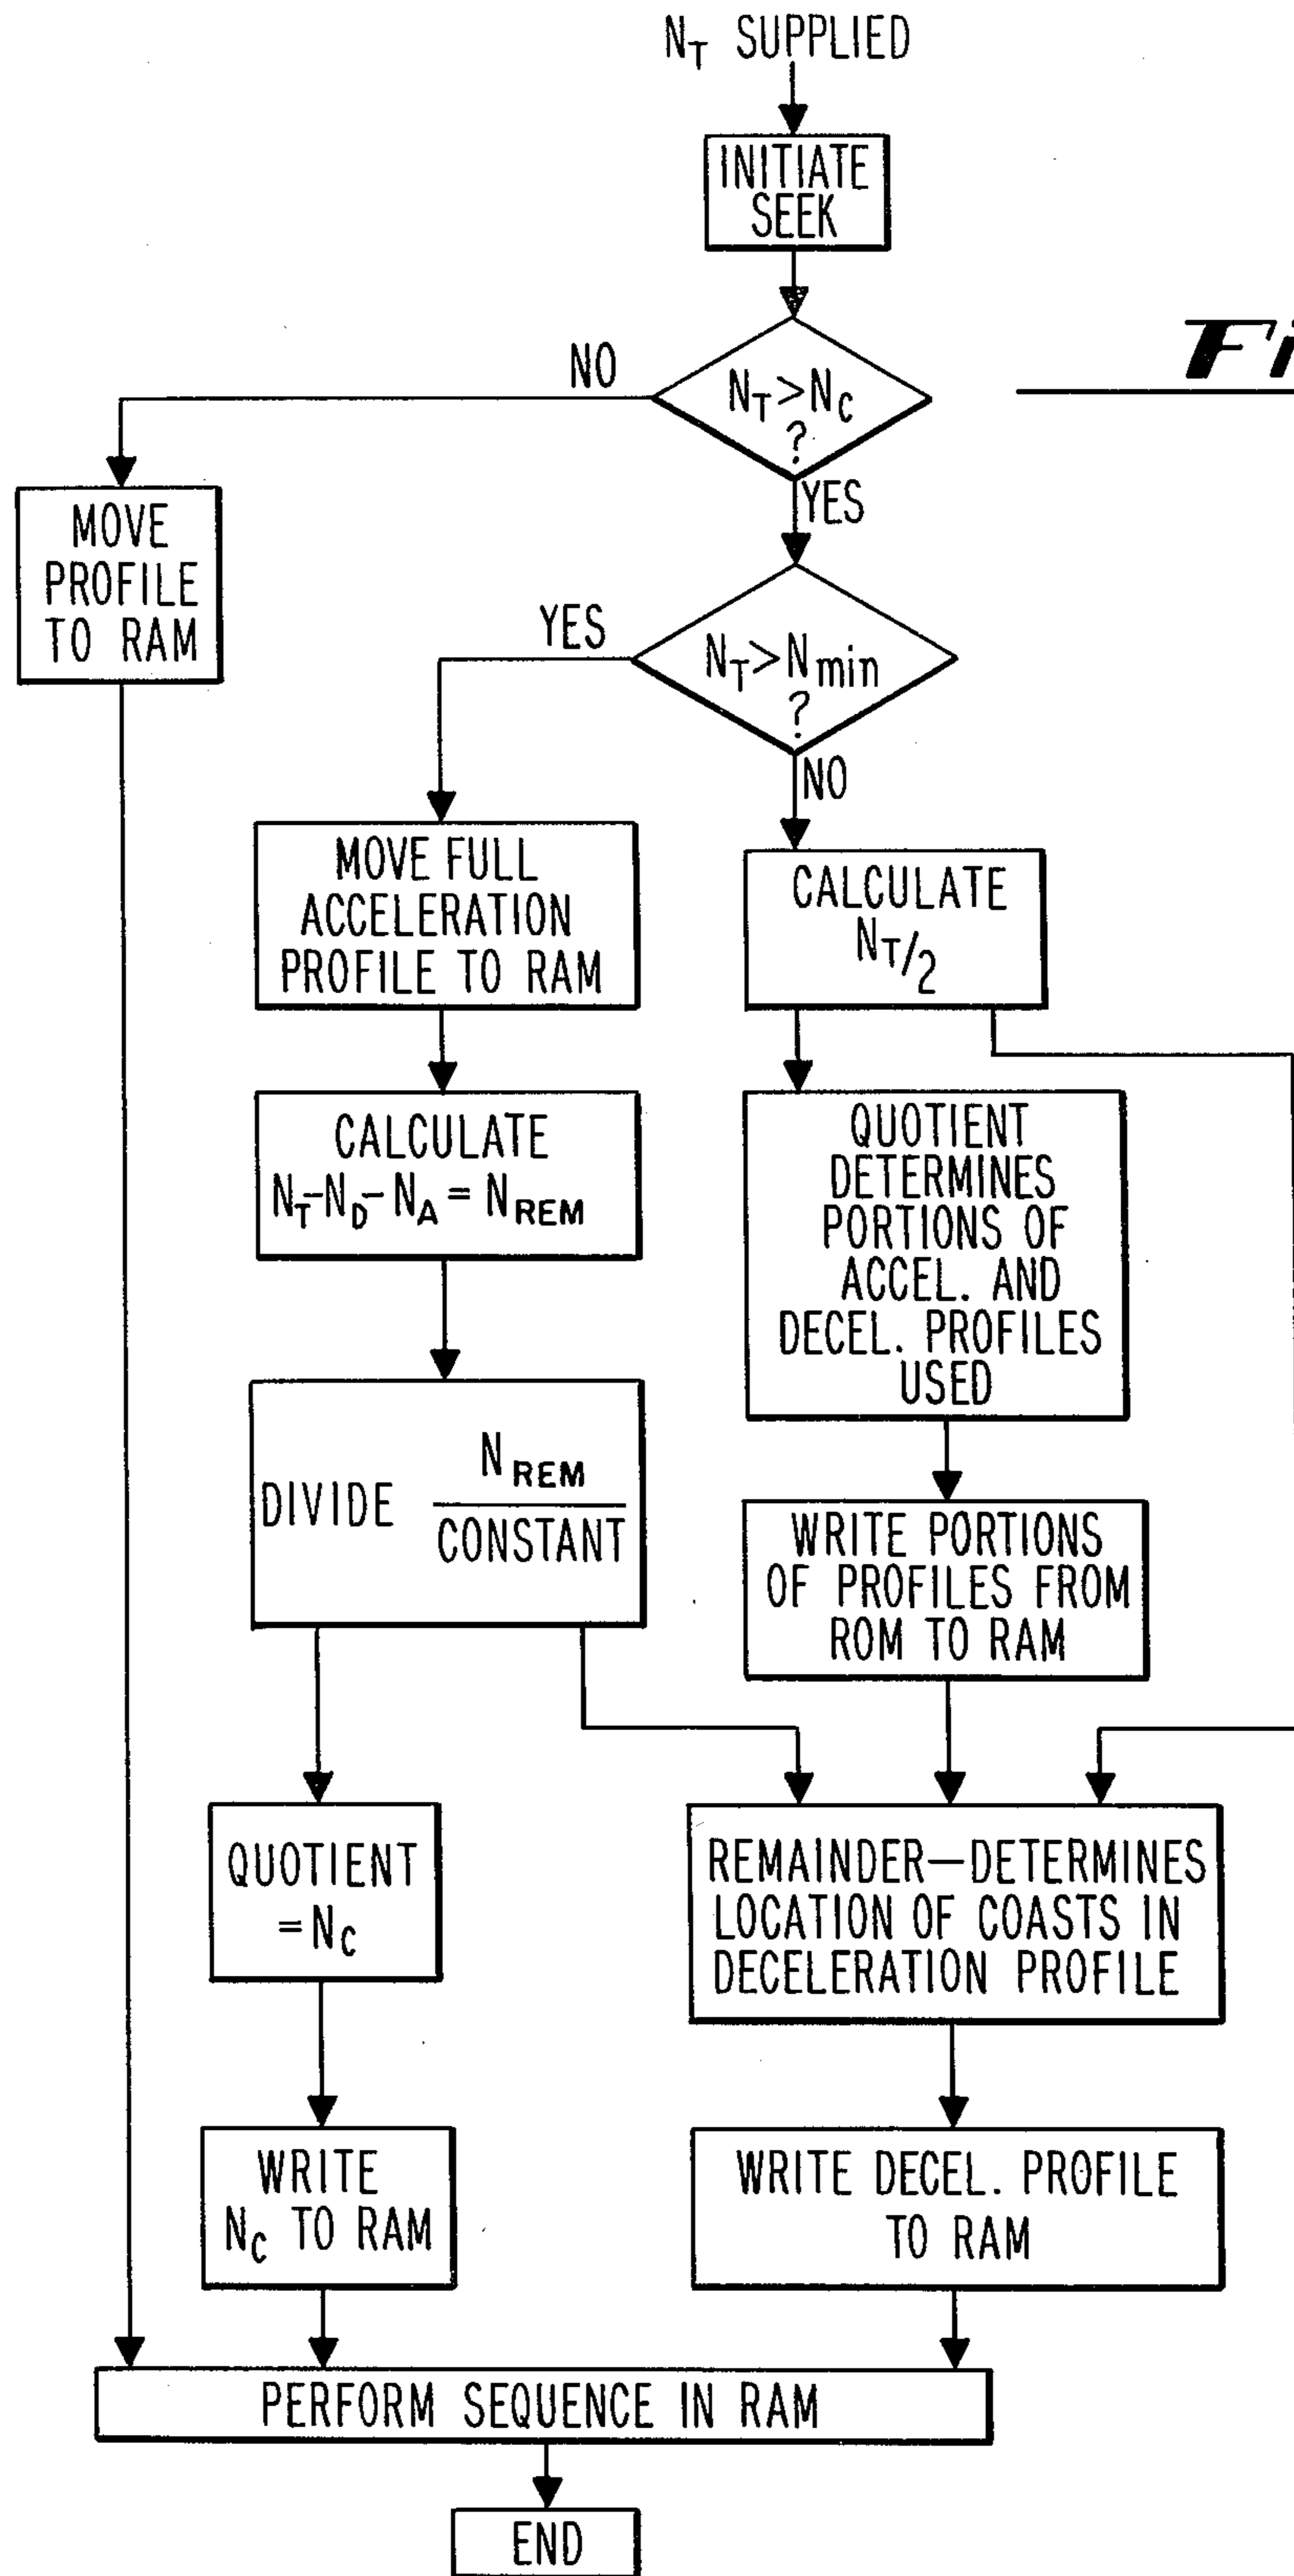 N_T SUPPLIED
INITIATE
SEEK
Fi
NO
N_T>N_C
?
YES
MOVE
PROFILE
TO RAM
YES
N_T>N_min
?
NO
MOVE FULL
ACCELERATION
PROFILE TO RAM
CALCULATE
N_T/2
CALCULATE
N_T-N_D-N_A=N_REM
QUOTIENT
DETERMINES
PORTIONS OF
ACCEL. AND
DECEL. PROFILES
USED
DIVIDE N_REM
CONSTANT
WRITE PORTIONS
OF PROFILES FROM
ROM TO RAM
QUOTIENT
=N_C
REMAINDER—DETERMINES
LOCATION OF COASTS IN
DECELERATION PROFILE
WRITE
N_C TO RAM
WRITE DECEL. PROFILE
TO RAM
PERFORM SEQUENCE IN RAM
END